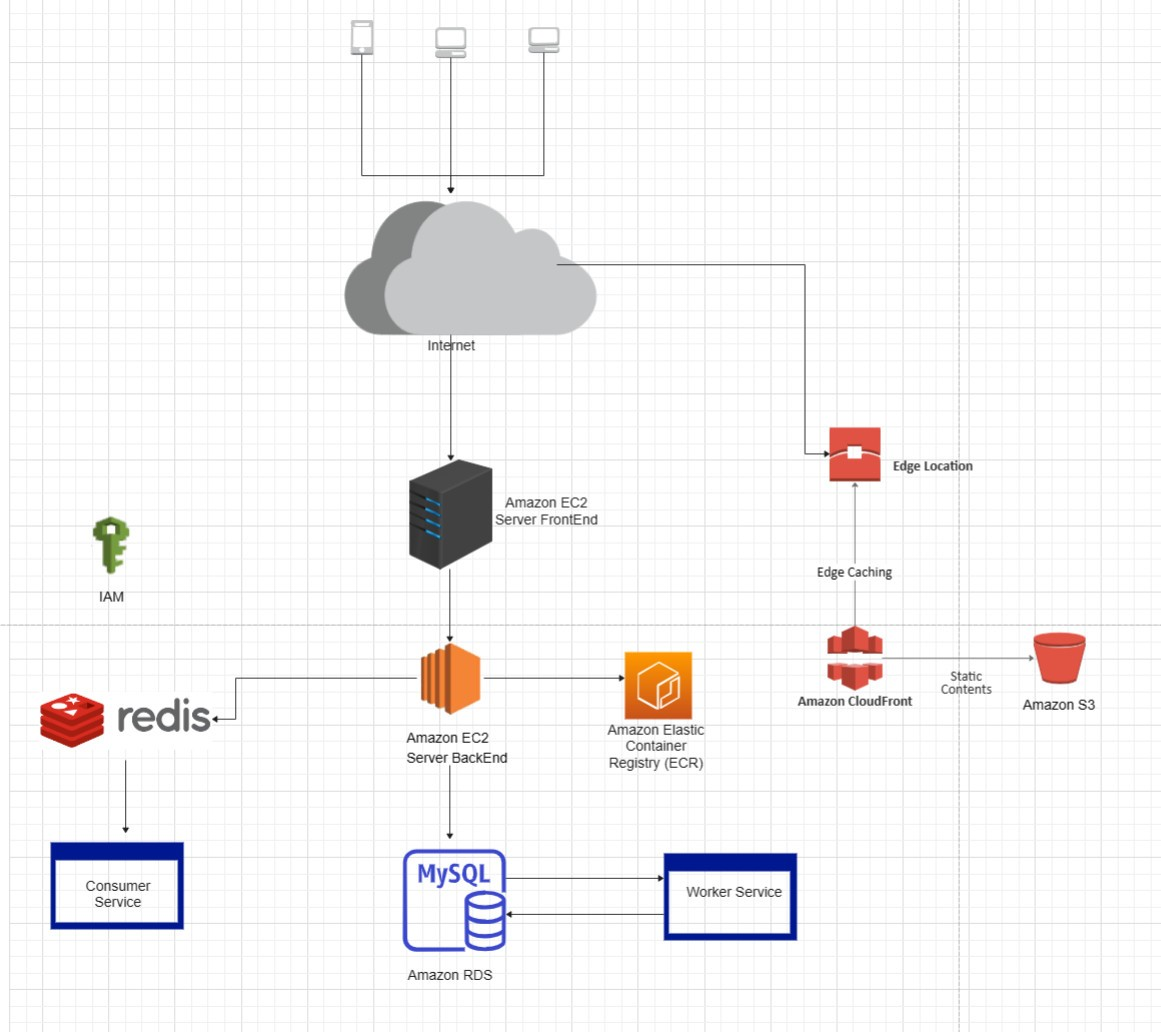 Internet
Edge Location
Amazon EC2
Server FrontEnd
IAM
Edge Caching
Static
Contents
Amazon CloudFront
Amazon S3
redis
Amazon EC2
Server BackEnd
Amazon Elastic
Container
Registry (ECR)
Consumer
Service
MySQL
Worker Service
Amazon RDS